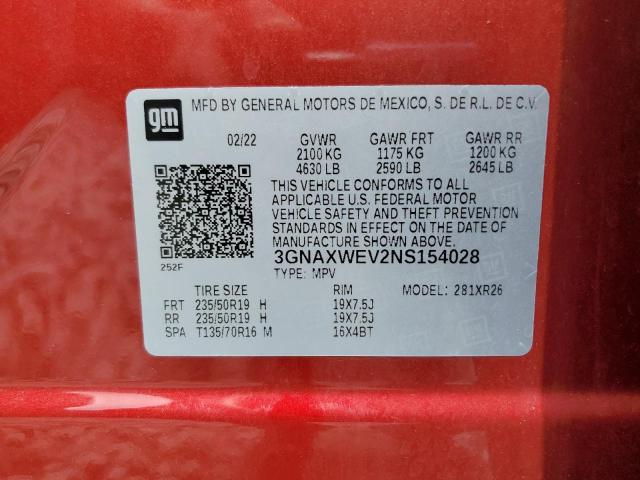 gm
MFD BY GENERAL MOTORS DE MEXICO, S. DE R.L. DE C.V.
02/22 GVWR GAWR FRT GAWR RR
2100 KG 1175 KG 1200 KG
4630 LB 2590 LB 2645 LB
THIS VEHICLE CONFORMS TO ALL
APPLICABLE U.S. FEDERAL MOTOR
VEHICLE SAFETY AND THEFT PREVENTION
STANDARDS IN EFFECT ON THE DATE OF
MANUFACTURE SHOWN ABOVE.
252F
3GNAXWEV2NS154028
TYPE: MPV
TIRE SIZE RIM MODEL: 281XR26
FRT 235/50R19 H 19X7.5J
RR 235/50R19 H 19X7.5J
SPA T135/70R16 M 16X4BT